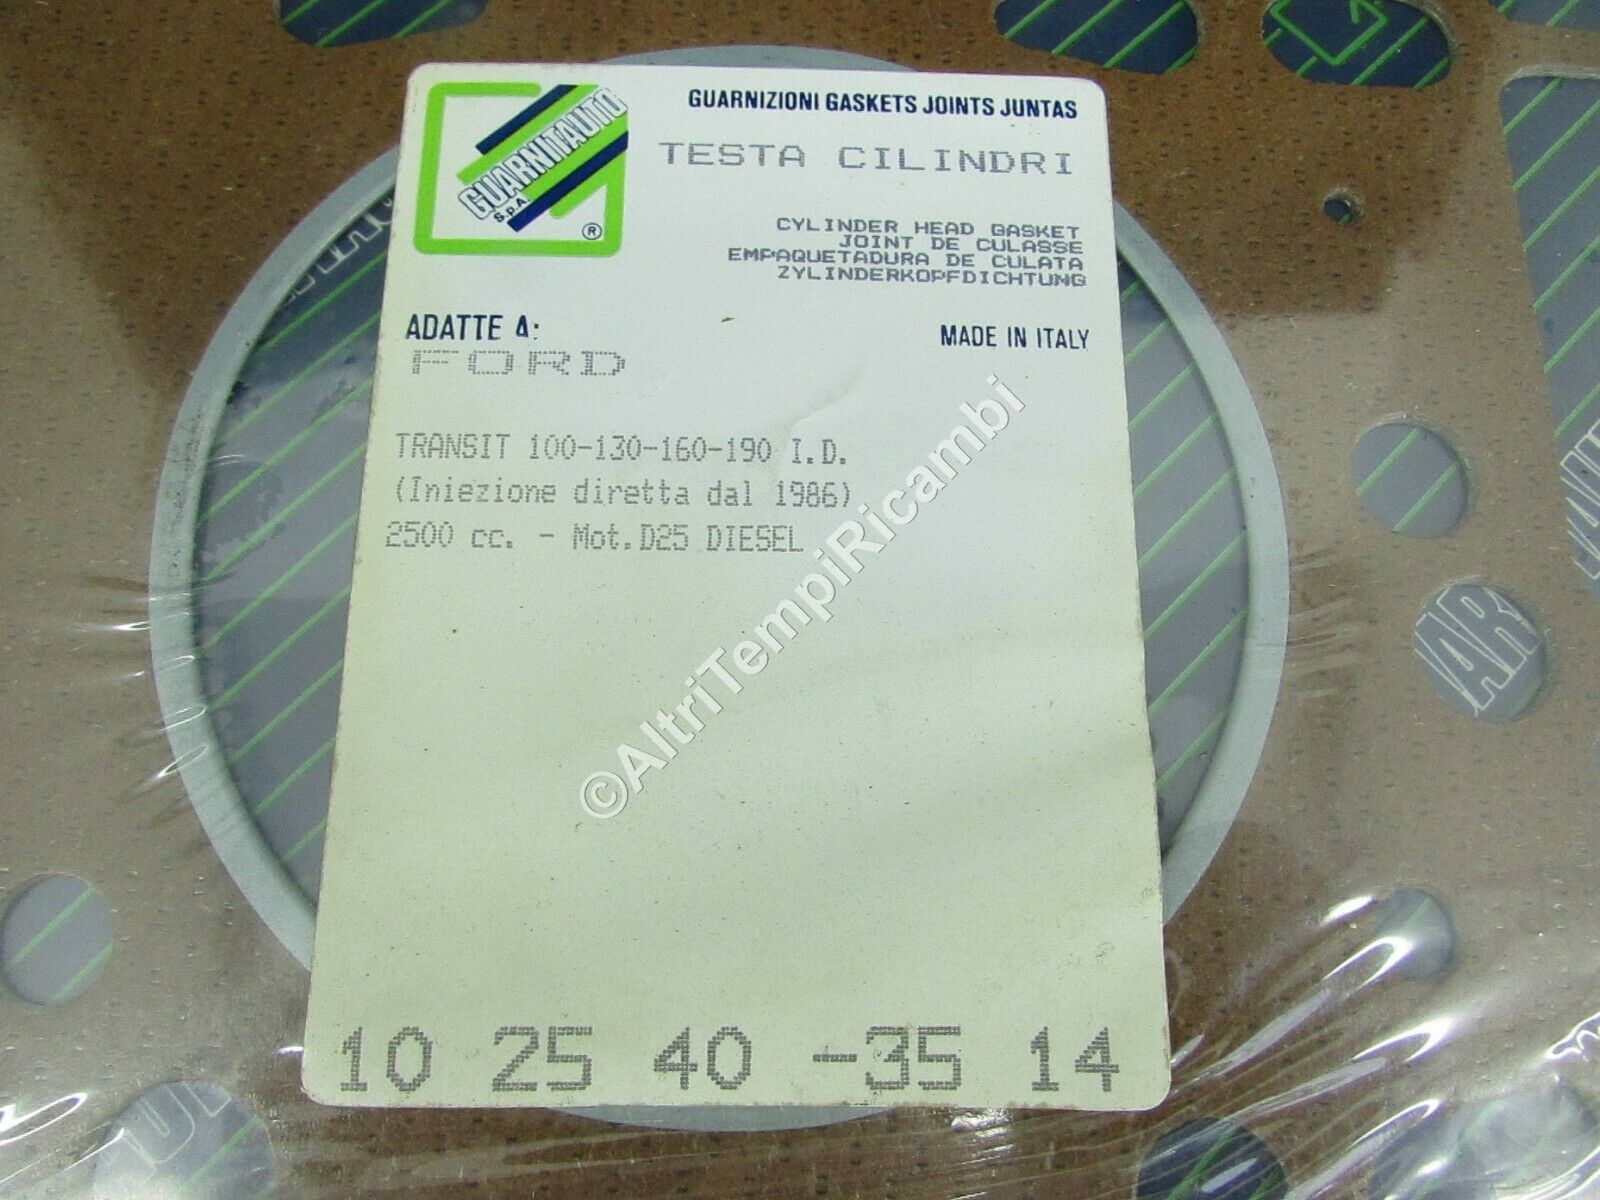 GUARNITAUTO
S.p.A.
®
GUARNIZIONI GASKETS JOINTS JUNTAS
TESTA CILINDRI
CYLINDER HEAD GASKET
JOINT DE CULASSE
EMPAQUETADURA DE CULATA
ZYLINDERKOPFDICHTUNG
ADATTE A:
MADE IN ITALY
FORD
TRANSIT 100-130-160-190 I.D.
(Iniezione diretta dal 1986)
2500 cc. - Mot.D25 DIESEL
©AltriTempiRicambi
10 25 40 -35 14